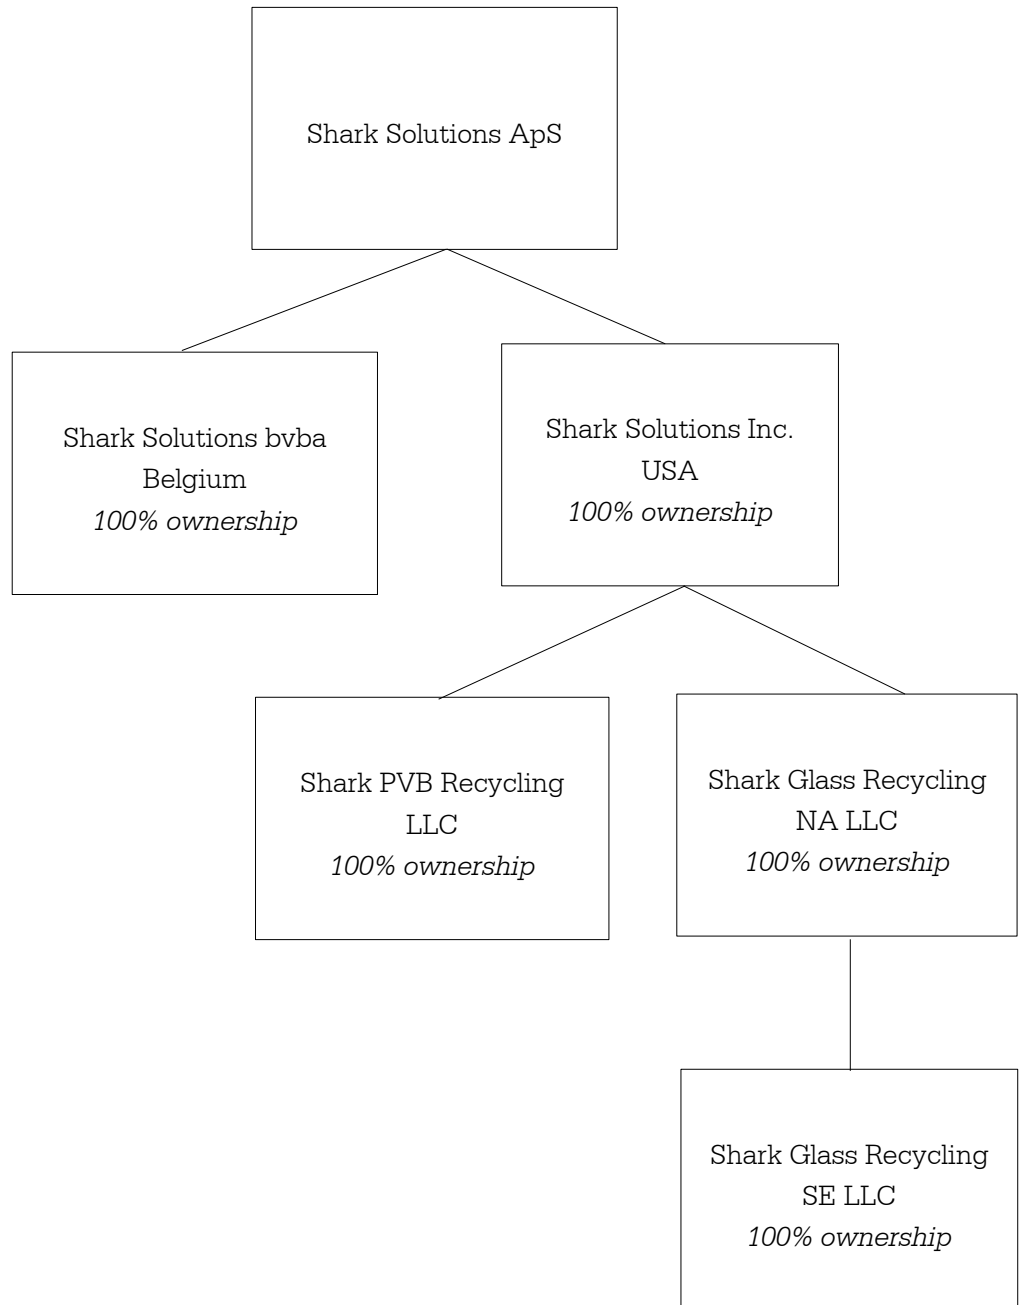 Shark Solutions ApS
Shark Solutions bvba
Belgium
100% ownership
Shark Solutions Inc.
USA
100% ownership
Shark PVB Recycling
LLC
100% ownership
Shark Glass Recycling
NA LLC
100% ownership
Shark Glass Recycling
SE LLC
100% ownership